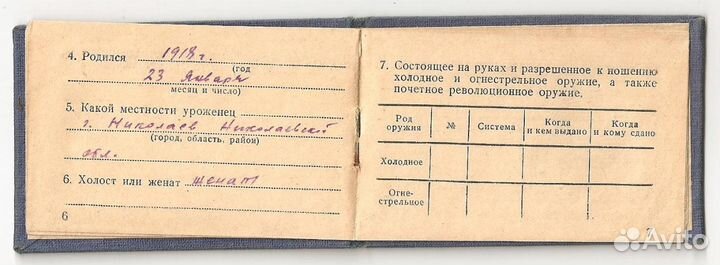 4. Родился 1918 г.
(год
23 Января
месяц и число)
5. Какой местности уроженец
г. Николаев Николаевской
(город, область, район)
обл.
6. Холост или женат женат
6
7. Состоящее на руках и разрешенное к ношению
холодное и огнестрельное оружие, а также
почетное революционное оружие.
Род оружия № Система Когда и кем выдано Когда и кому сдано
Холодное
Огне-
стрельное
7
Avito